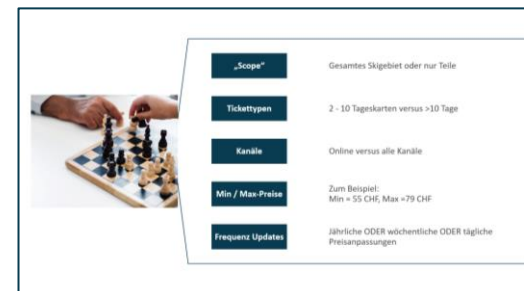 „Scope“
Gesamtes Skigebiet oder nur Teile
Tickettypen
2 - 10 Tageskarten versus >10 Tage
Kanäle
Online versus alle Kanäle
Min / Max-Preise
Zum Beispiel:
Min = 55 CHF, Max =79 CHF
Frequenz Updates
Jährliche ODER wöchentliche ODER tägliche
Preisanpassungen